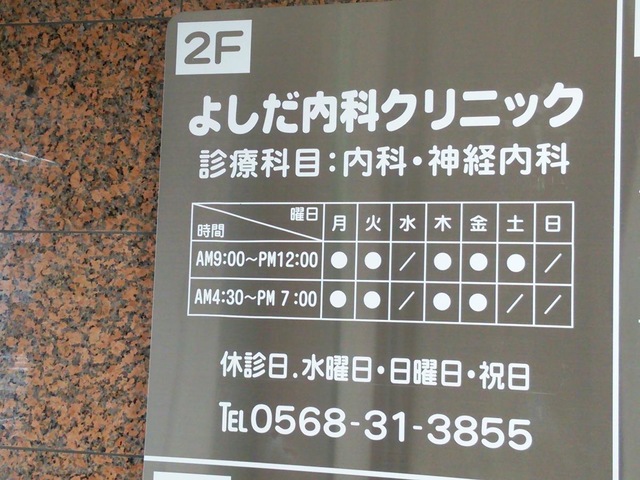 2F
よしだ内科クリニック
診療科目：内科・神経内科
曜日 時間 月 火 水 木 金 土 日
AM9:00～PM12:00 ● ● ／ ● ● ● ／
AM4:30～PM 7:00 ● ● ／ ● ● ／ ／
休診日.水曜日・日曜日・祝日
TEL0568-31-3855